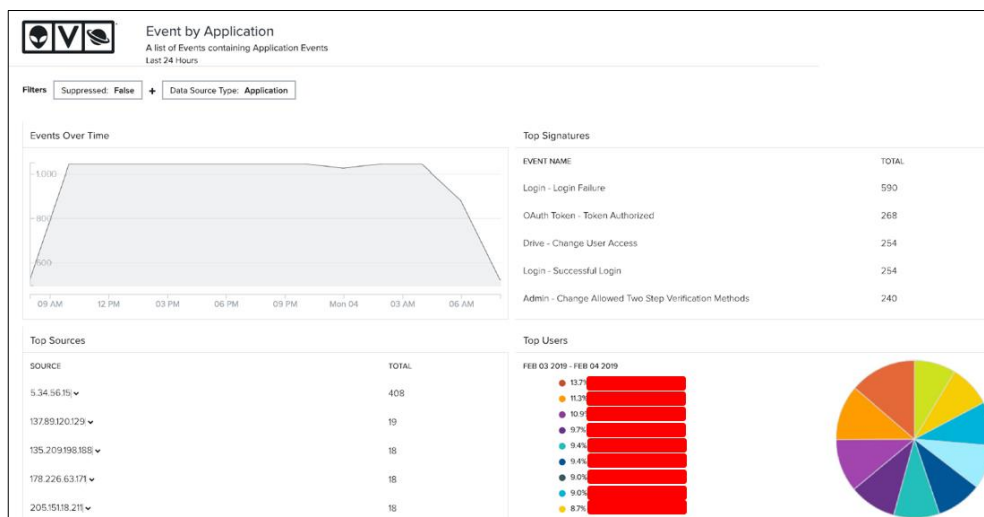 V
Event by Application
A list of Events containing Application Events
Last 24 Hours
Filters Suppressed: False + Data Source Type: Application
Events Over Time
1,000
800
600
09 AM 12 PM 03 PM 06 PM 09 PM Mon 04 03 AM 06 AM
Top Signatures
EVENT NAME TOTAL
Login - Login Failure 590
OAuth Token - Token Authorized 268
Drive - Change User Access 254
Login - Successful Login 254
Admin - Change Allowed Two Step Verification Methods 240
Top Sources
SOURCE TOTAL
5.34.56.15 408
137.89.120.129 19
135.209.198.188 18
178.226.63.171 18
205.151.18.211 18
Top Users
FEB 03 2019 - FEB 04 2019
13.7%
11.3%
10.9%
9.7%
9.4%
9.4%
9.0%
9.0%
8.7%